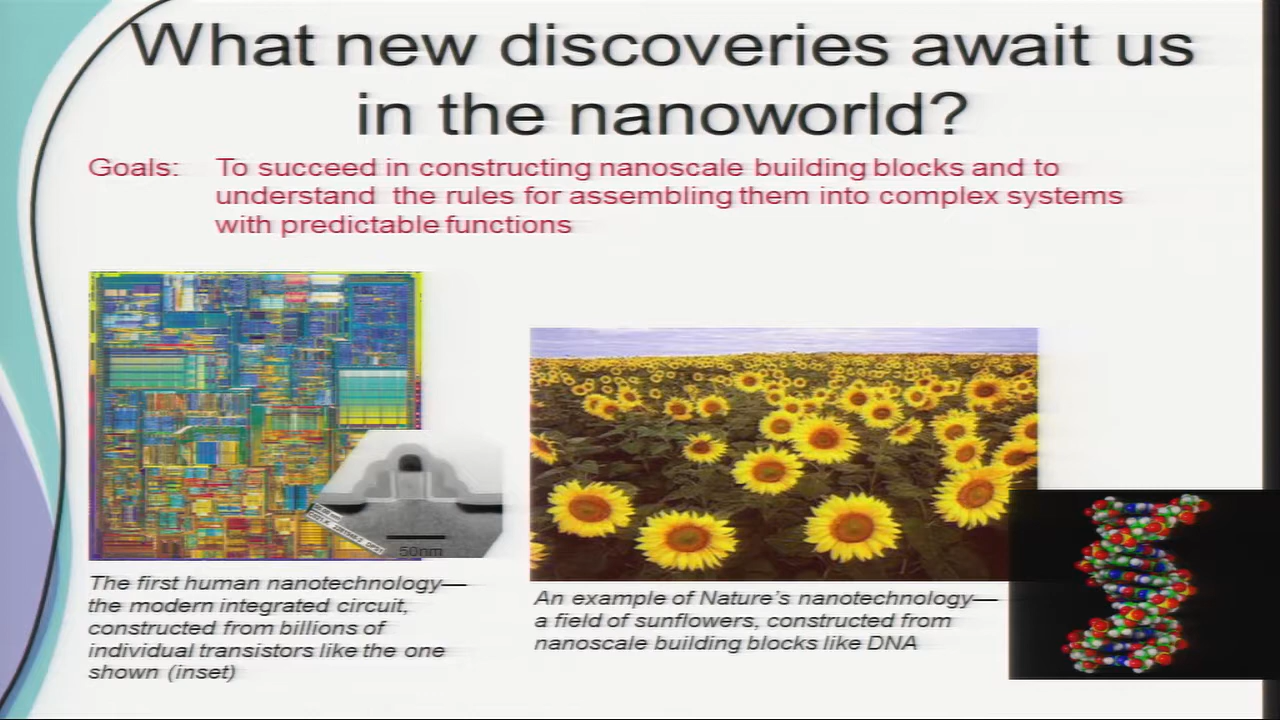 What new discoveries await us
in the nanoworld?
Goals: To succeed in constructing nanoscale building blocks and to
understand the rules for assembling them into complex systems
with predictable functions
50nm
The first human nanotechnology—
the modern integrated circuit,
constructed from billions of
individual transistors like the one
shown (inset)
An example of Nature's nanotechnology—
a field of sunflowers, constructed from
nanoscale building blocks like DNA